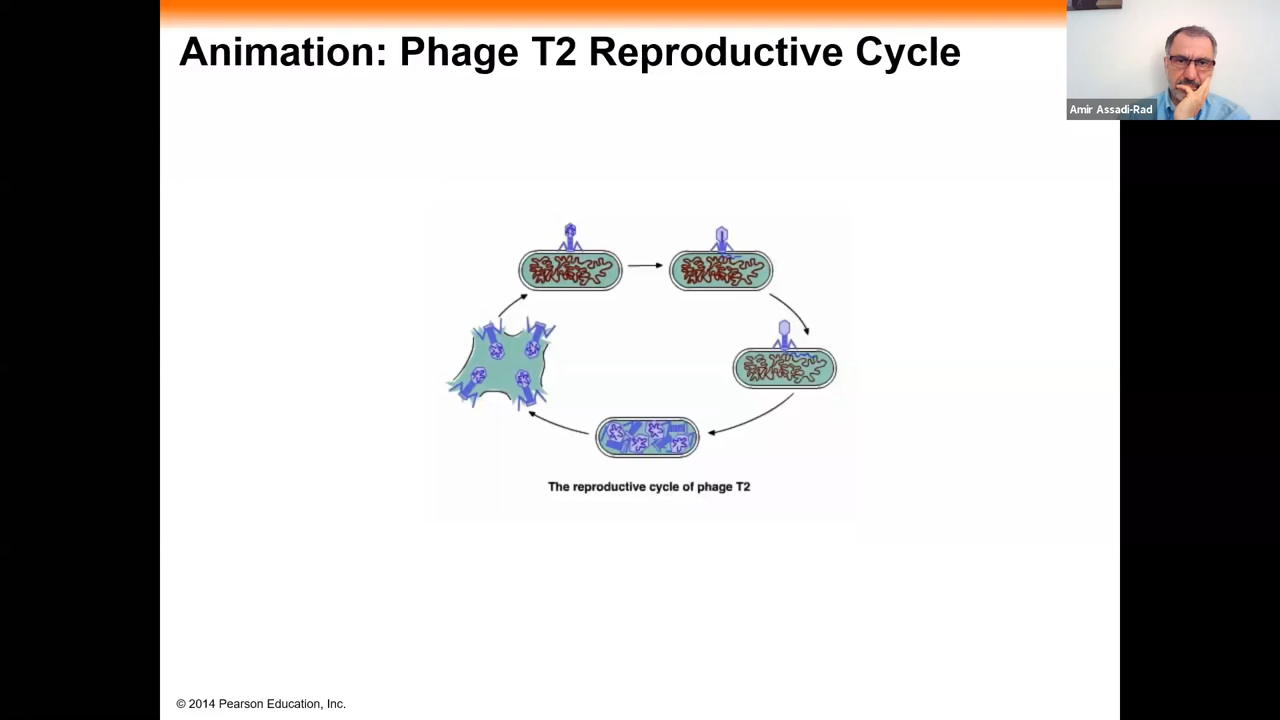 Animation: Phage T2 Reproductive Cycle
Amir Assadi-Rad
The reproductive cycle of phage T2
© 2014 Pearson Education, Inc.